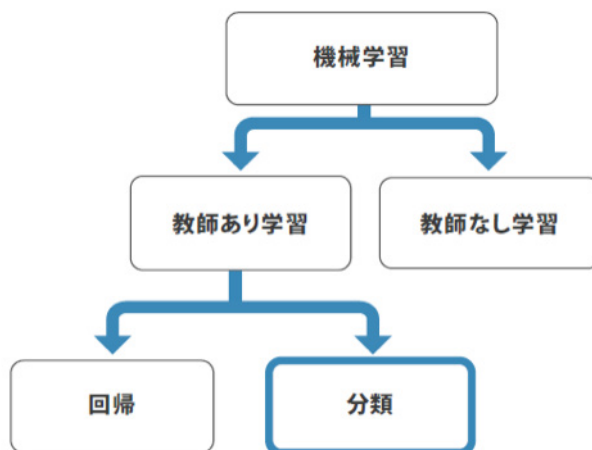 機械学習
教師あり学習
教師なし学習
回帰
分類